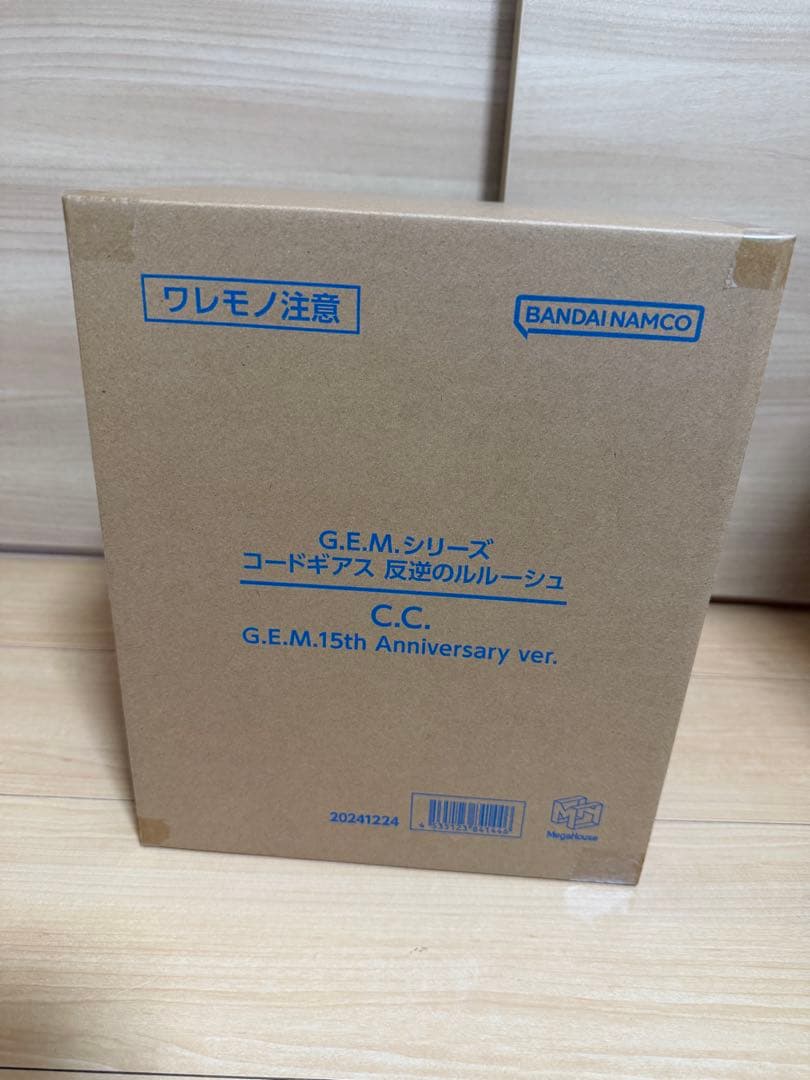 ワレモノ注意
BANDAI NAMCO
G.E.M.シリーズ
コードギアス 反逆のルルーシュ
C.C.
G.E.M.15th Anniversary ver.
20241224
MegaHouse